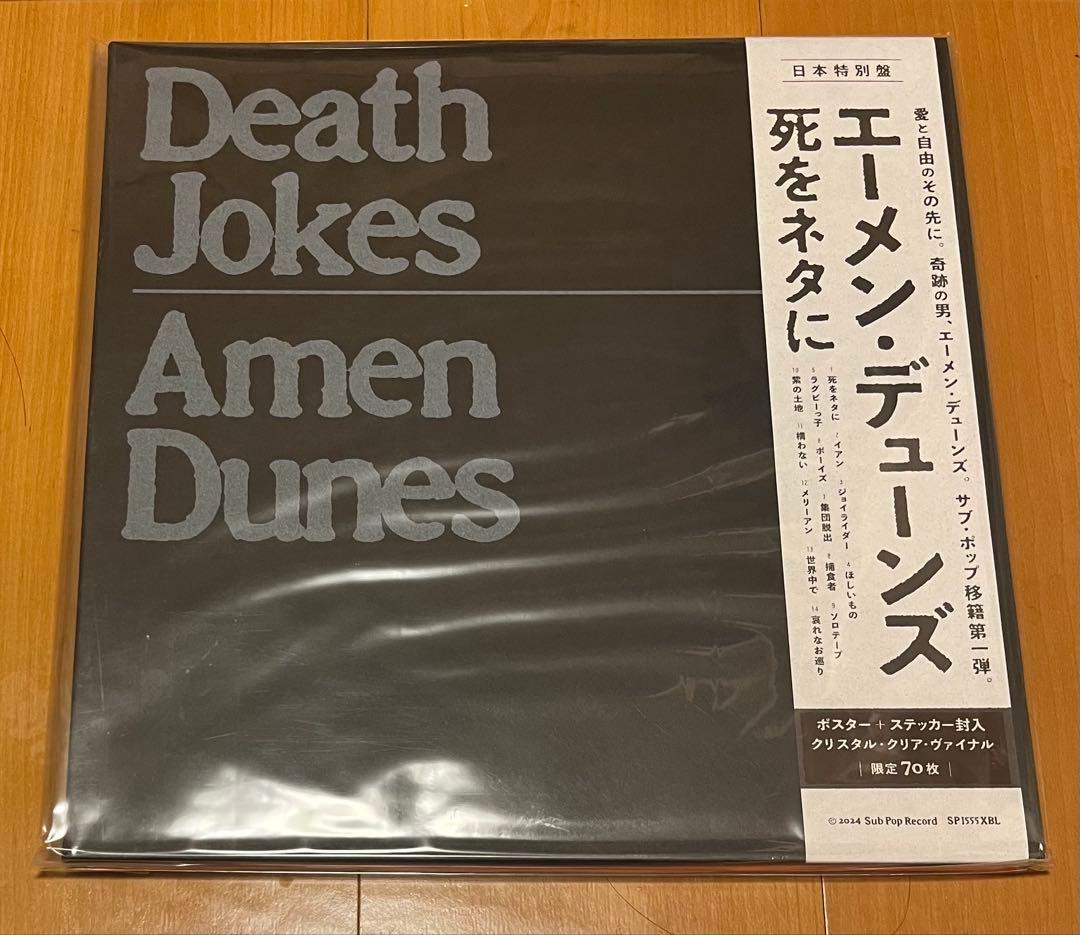 Death
Jokes
Amen
Dunes
日本特別盤
愛と自由のその先に。奇跡の男、エーメン・デューンズ。サブ・ポップ移籍第一弾。
エーメン・デューンズ
死をネタに
1 死をネタに 2 イアン 3 ジョイライダー 4 ほしいもの
5 ラグビーっ子 6 ボーイズ 7 集団脱出 8 捕食者 9 ソロテープ
10 紫の土地 11 構わない 12 メリーアン 13 世界中で 14 哀れなお巡り
ポスター+ステッカー封入
クリスタル・クリア・ヴァイナル
限定70枚
© 2024 Sub Pop Record SP1555XBL